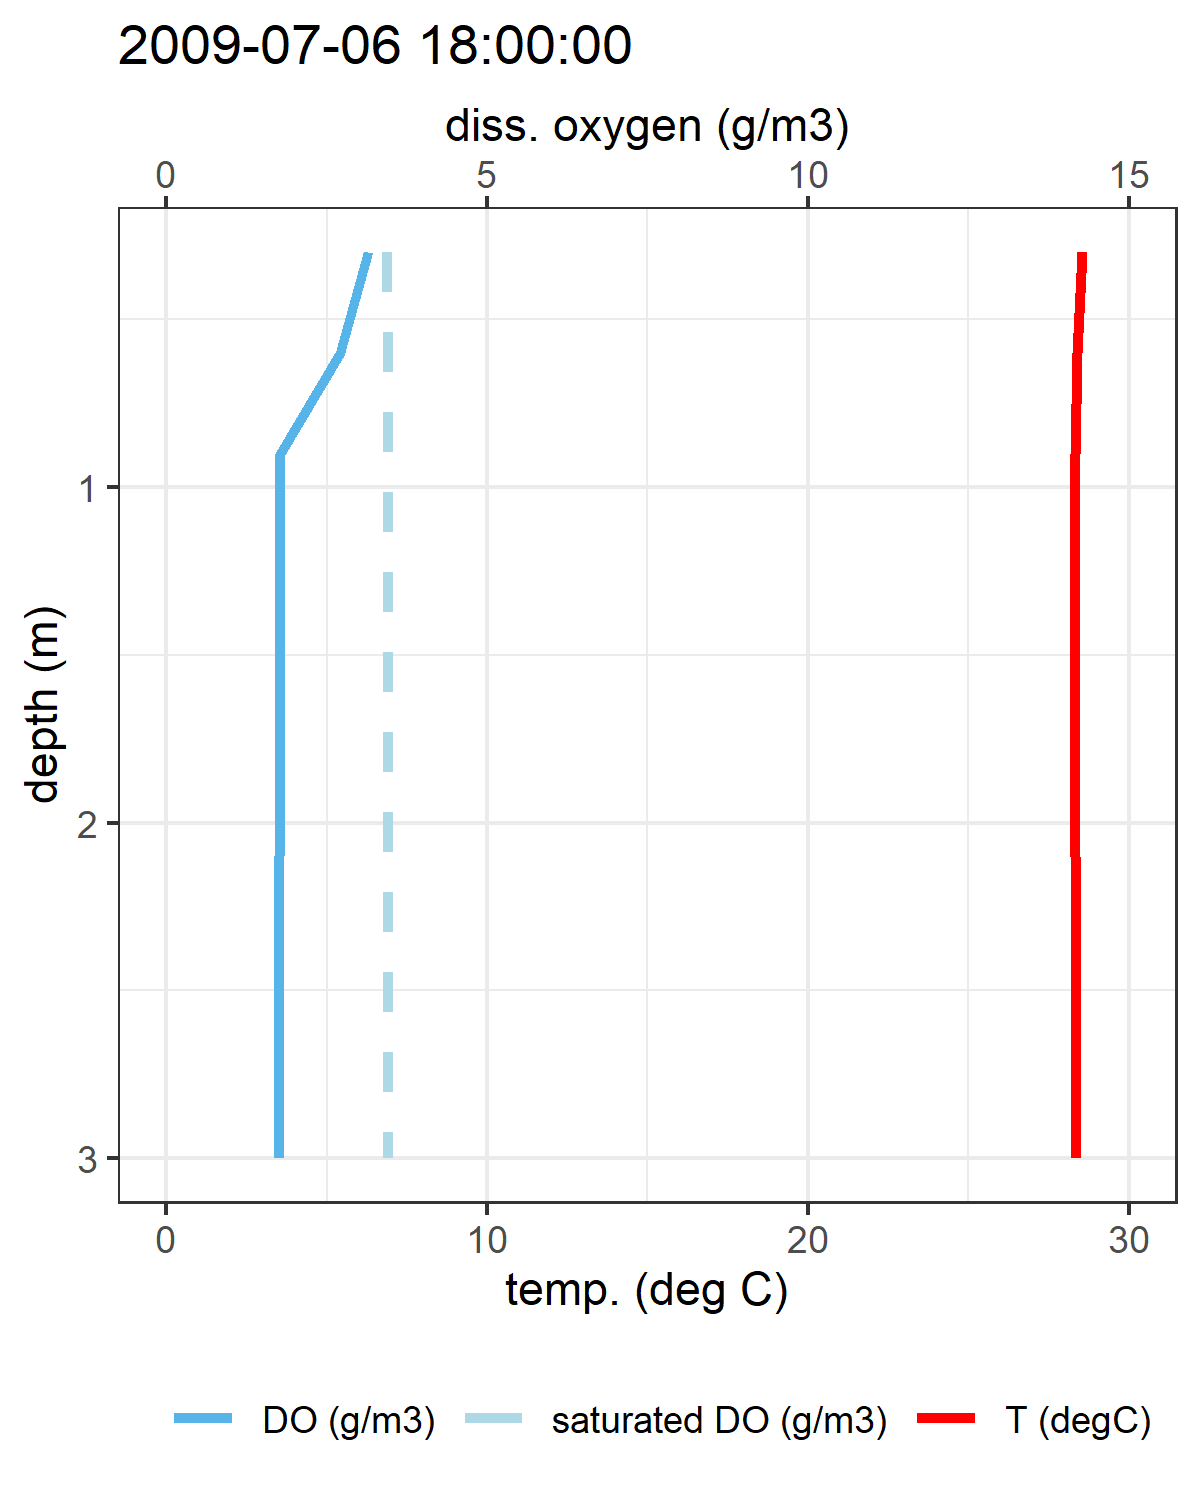 2009-07-06 18:00:00
diss. oxygen (g/m3)
0 5 10 15
depth (m)
1
2
3
0 10 20 30
temp. (deg C)
DO (g/m3) saturated DO (g/m3) T (degC)